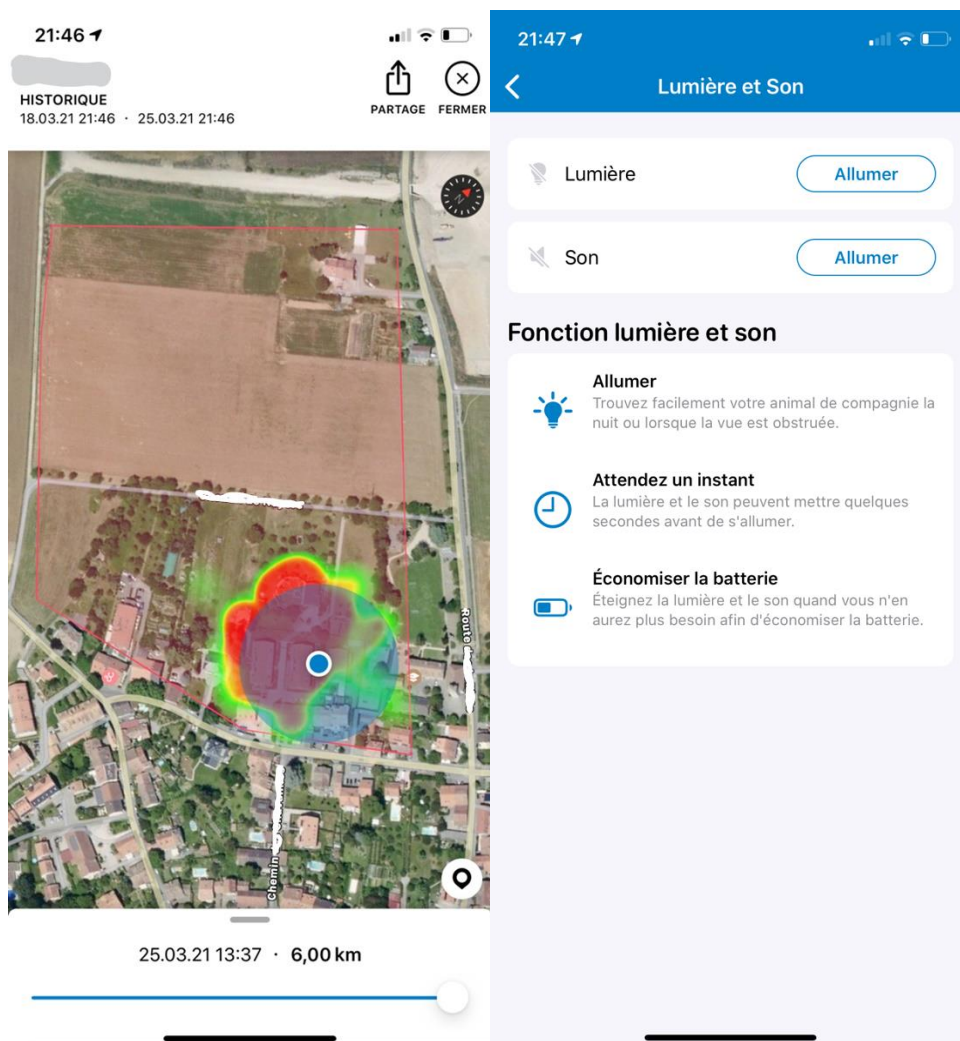 21:46
HISTORIQUE
18.03.21 21:46 · 25.03.21 21:46
PARTAGE
FERMER
N
Route
Chemin
25.03.21 13:37 · 6,00 km
21:47
Lumière et Son
Lumière
Allumer
Son
Allumer
Fonction lumière et son
Allumer
Trouvez facilement votre animal de compagnie la
nuit ou lorsque la vue est obstruée.
Attendez un instant
La lumière et le son peuvent mettre quelques
secondes avant de s'allumer.
Économiser la batterie
Éteignez la lumière et le son quand vous n'en
aurez plus besoin afin d'économiser la batterie.